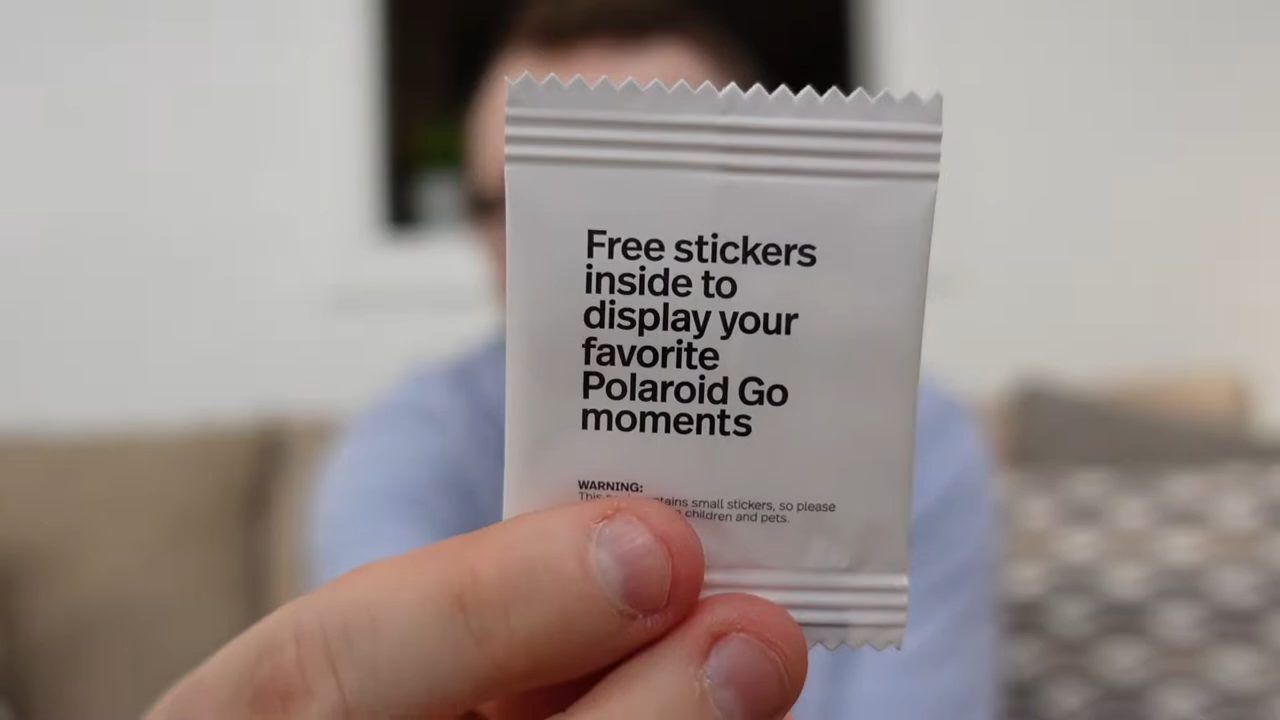 Free stickers
inside to
display your
favorite
Polaroid Go
moments
WARNING:
This small stickers, so please
children and pets.